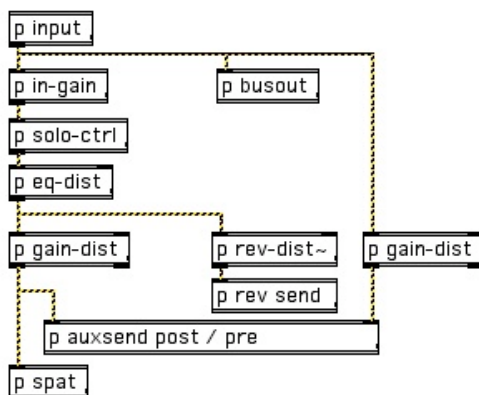 p input
p in-gain
p busout
p solo-ctrl
p eq-dist
p gain-dist
p rev-dist~
p gain-dist
p rev send
p auxsend post / pre
p spat